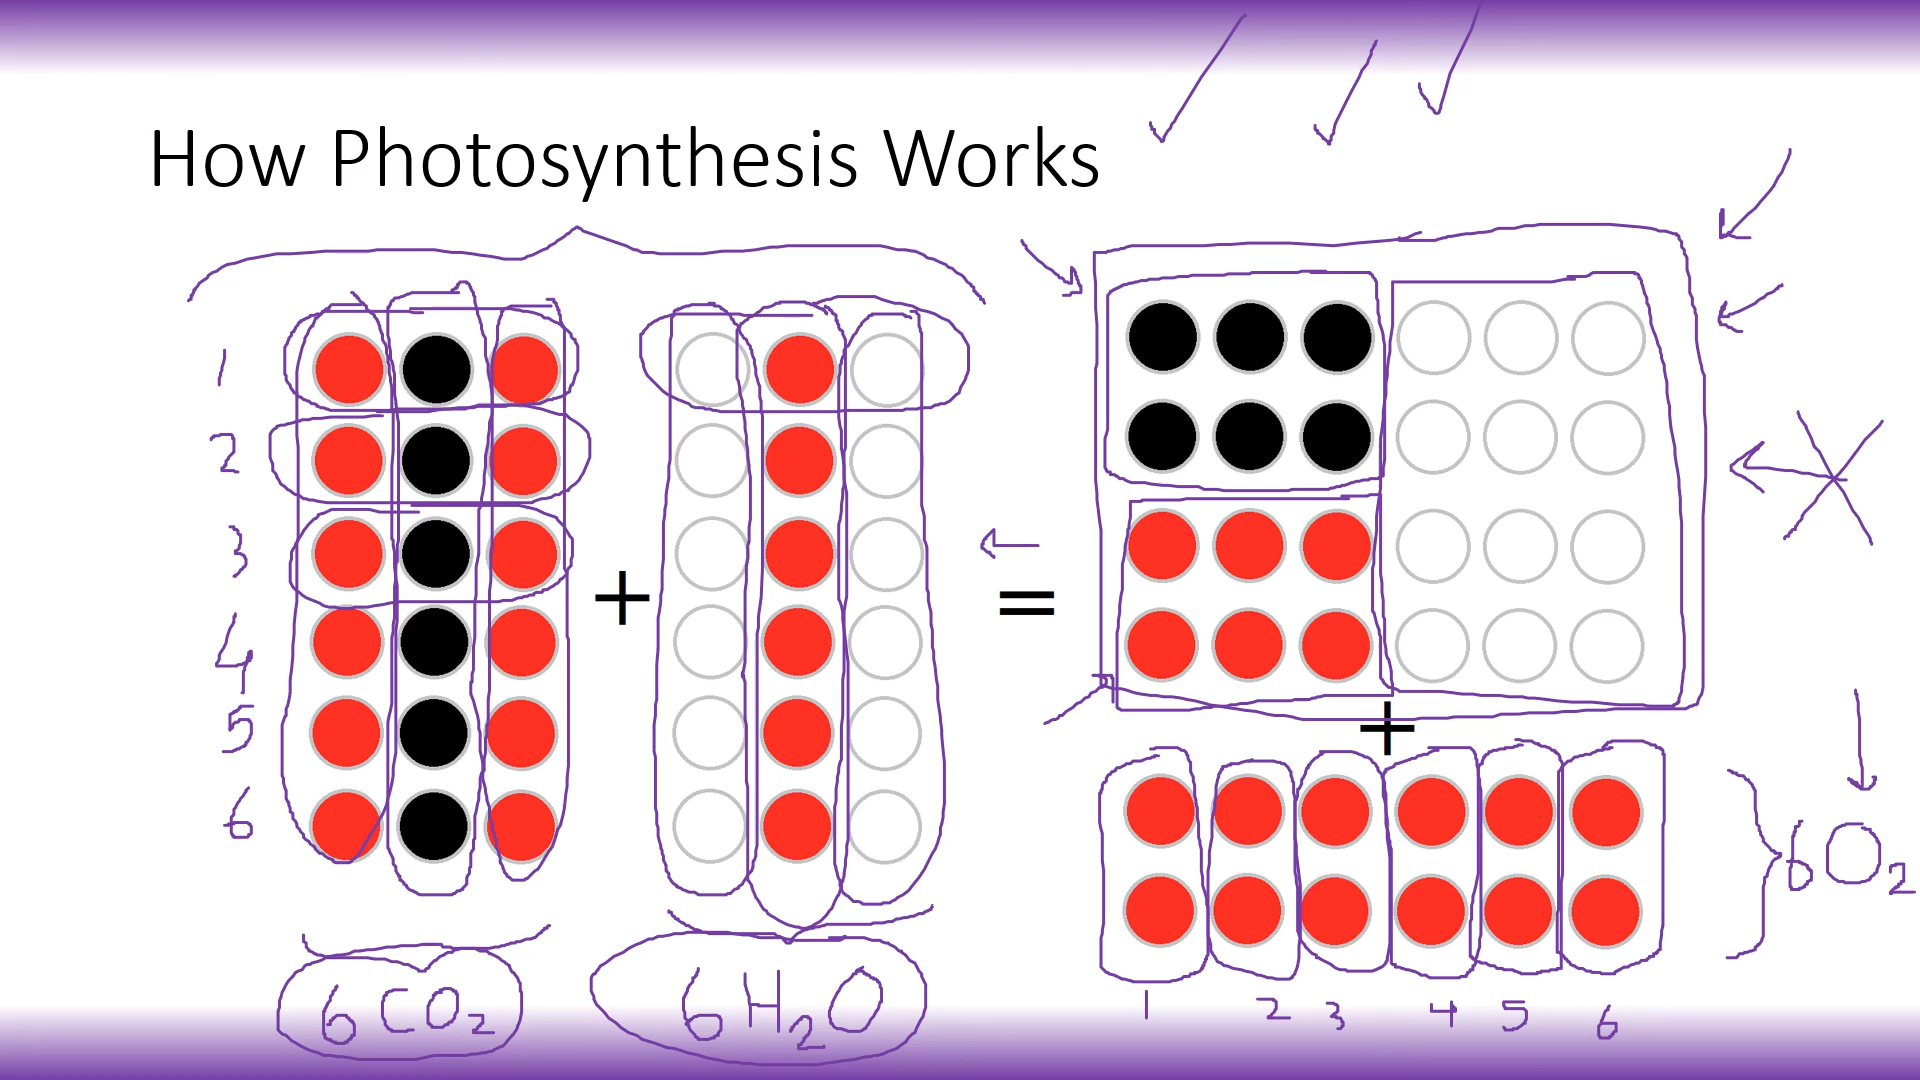 How Photosynthesis Works
1
2
3
4
5
6
+
=
+
6CO₂
6H₂O
6O₂
1 2 3 4 5 6